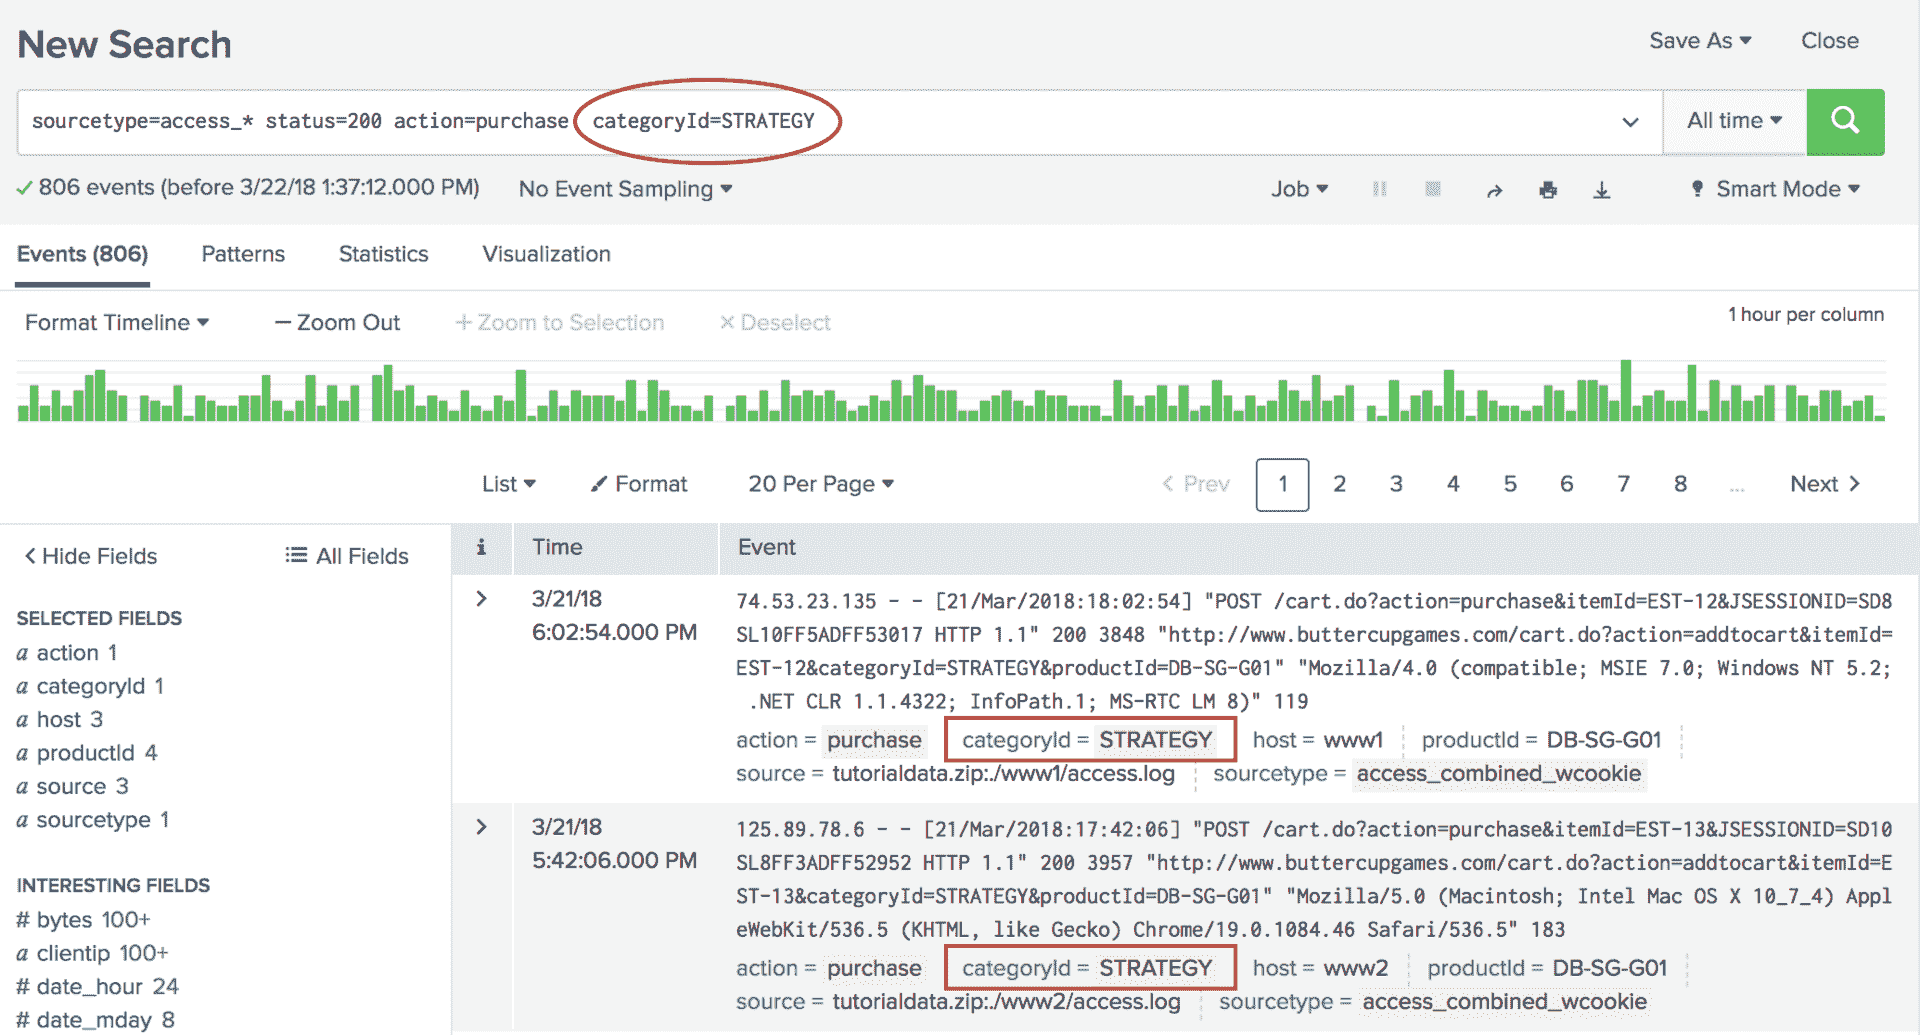 New Search
Save As
Close
sourcetype=access_* status=200 action=purchase categoryId=STRATEGY
All time
806 events (before 3/22/18 1:37:12.000 PM)
No Event Sampling
Job
Smart Mode
Events (806)
Patterns
Statistics
Visualization
Format Timeline
— Zoom Out
+ Zoom to Selection
× Deselect
1 hour per column
List
Format
20 Per Page
< Prev
1
2
3
4
5
6
7
8
...
Next >
< Hide Fields
All Fields
SELECTED FIELDS
a action 1
a categoryId 1
a host 3
a productId 4
a source 3
a sourcetype 1
INTERESTING FIELDS
# bytes 100+
a clientip 100+
# date_hour 24
# date_mday 8
i
Time
Event
>
3/21/18
6:02:54.000 PM
74.53.23.135 - - [21/Mar/2018:18:02:54] "POST /cart.do?action=purchase&itemId=EST-12&JSESSIONID=SD8
SL10FF5ADFF53017 HTTP 1.1" 200 3848 "http://www.buttercupgames.com/cart.do?action=addtocart&itemId=
EST-12&categoryId=STRATEGY&productId=DB-SG-G01" "Mozilla/4.0 (compatible; MSIE 7.0; Windows NT 5.2;
.NET CLR 1.1.4322; InfoPath.1; MS-RTC LM 8)" 119
action = purchase categoryId = STRATEGY host = www1 productId = DB-SG-G01
source = tutorialdata.zip:./www1/access.log sourcetype = access_combined_wcookie
>
3/21/18
5:42:06.000 PM
125.89.78.6 - - [21/Mar/2018:17:42:06] "POST /cart.do?action=purchase&itemId=EST-13&JSESSIONID=SD10
SL8FF3ADFF52952 HTTP 1.1" 200 3957 "http://www.buttercupgames.com/cart.do?action=addtocart&itemId=E
ST-13&categoryId=STRATEGY&productId=DB-SG-G01" "Mozilla/5.0 (Macintosh; Intel Mac OS X 10_7_4) Appl
eWebKit/536.5 (KHTML, like Gecko) Chrome/19.0.1084.46 Safari/536.5" 183
action = purchase categoryId = STRATEGY host = www2 productId = DB-SG-G01
source = tutorialdata.zip:./www2/access.log sourcetype = access_combined_wcookie